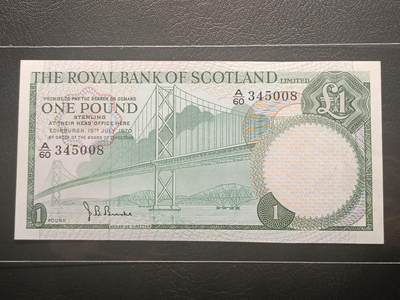 THE ROYAL BANK OF SCOTLAND LIMITED
PROMISE TO PAY THE BEARER ON DEMAND
ONE POUND
STERLING
AT THEIR HEAD OFFICE HERE
EDINBURGH, 15TH JULY 1970
BY ORDER OF THE BOARD OF DIRECTORS
A/60 345008
A/60 345008
£1
J B Burke
1
POUND
1